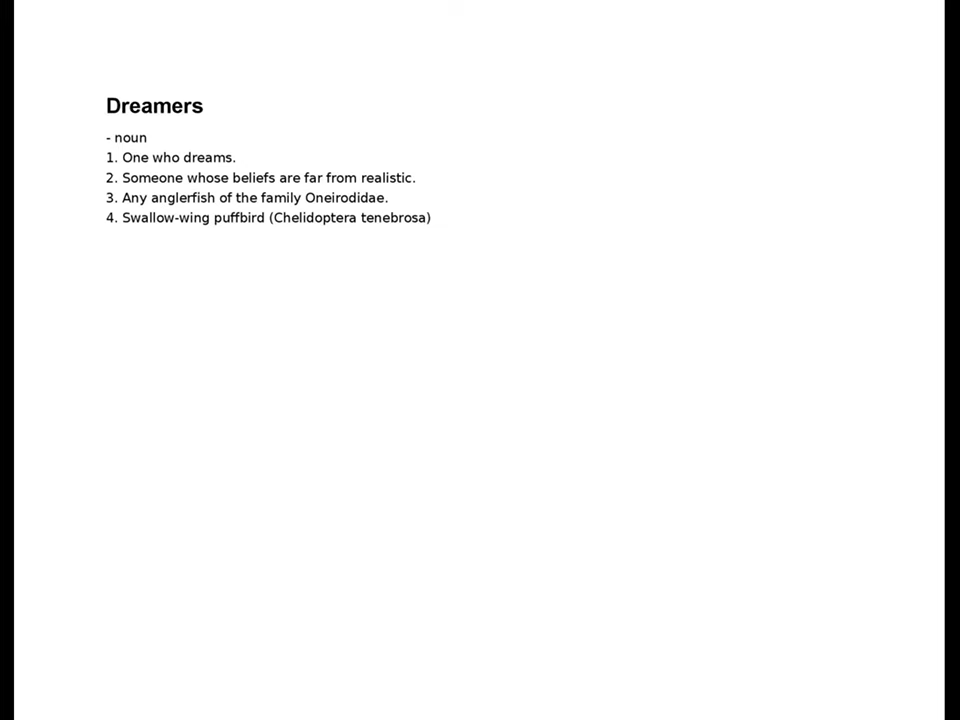 Dreamers
- noun
1. One who dreams.
2. Someone whose beliefs are far from realistic.
3. Any anglerfish of the family Oneirodidae.
4. Swallow-wing puffbird (Chelidoptera tenebrosa)